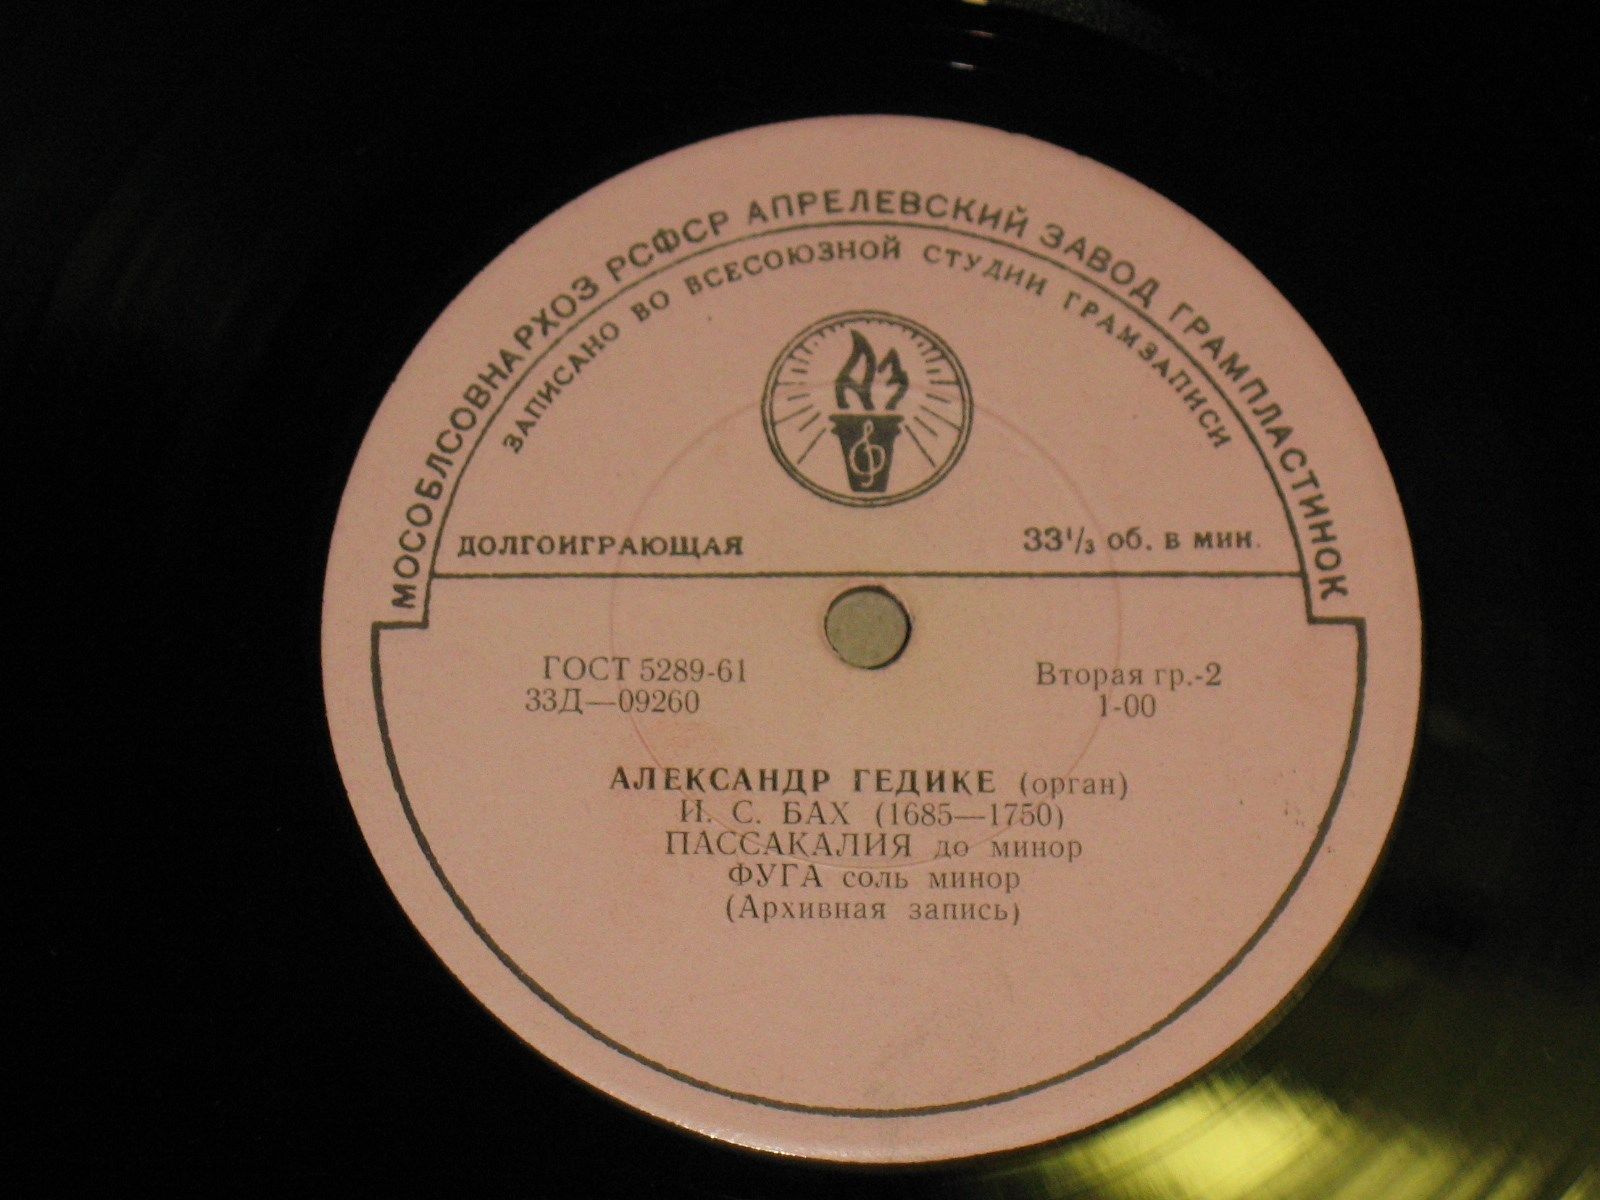 МОСОБЛСОВНАРХОЗ РСФСР АПРЕЛЕВСКИЙ ЗАВОД ГРАМПЛАСТИНОК
ЗАПИСАНО ВО ВСЕСОЮЗНОЙ СТУДИИ ГРАМЗАПИСИ
АЗ
ДОЛГОИГРАЮЩАЯ 33⅓ об. в мин.
ГОСТ 5289-61 Вторая гр.-2
33Д—09260 1-00
АЛЕКСАНДР ГЕДИКЕ (орган)
И. С. БАХ (1685—1750)
ПАССАКАЛИЯ до минор
ФУГА соль минор
(Архивная запись)